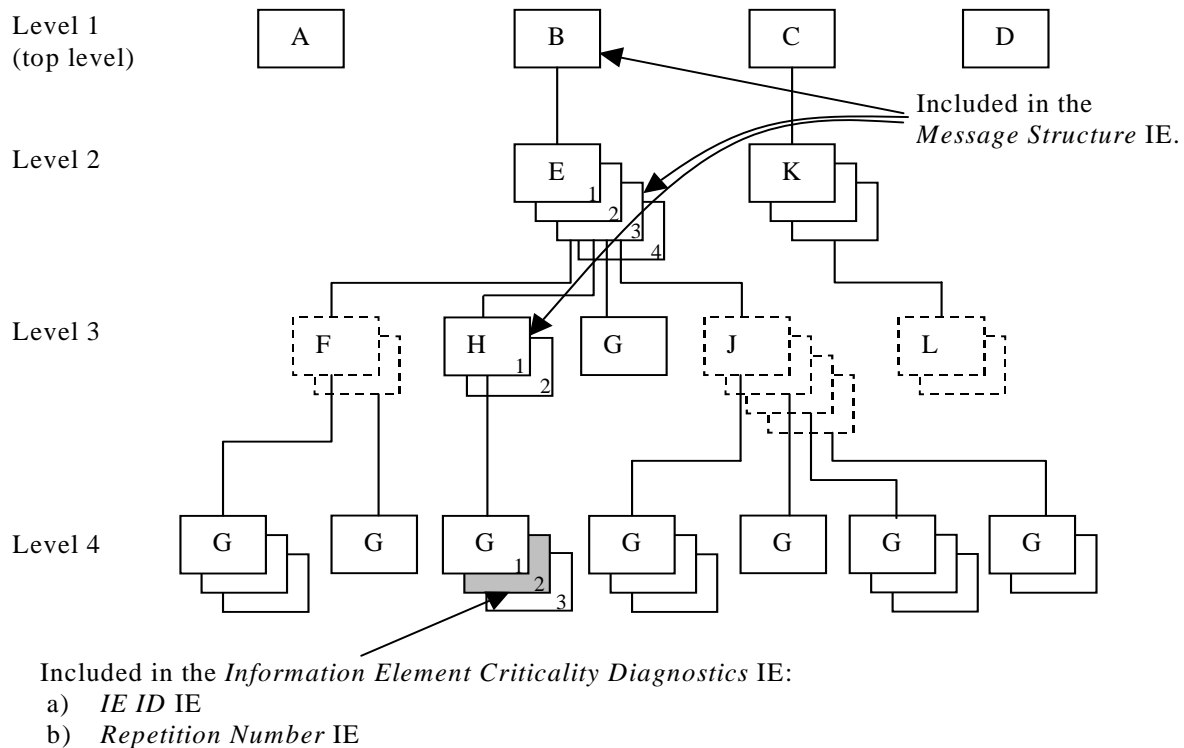 Level 1
(top level)
A
B
C
D
Included in the
Message Structure IE.
Level 2
E
1
2
3
4
K
Level 3
F
H
1
2
G
J
L
Level 4
G
G
G
1
2
3
G
G
G
G
Included in the Information Element Criticality Diagnostics IE:
a) IE ID IE
b) Repetition Number IE